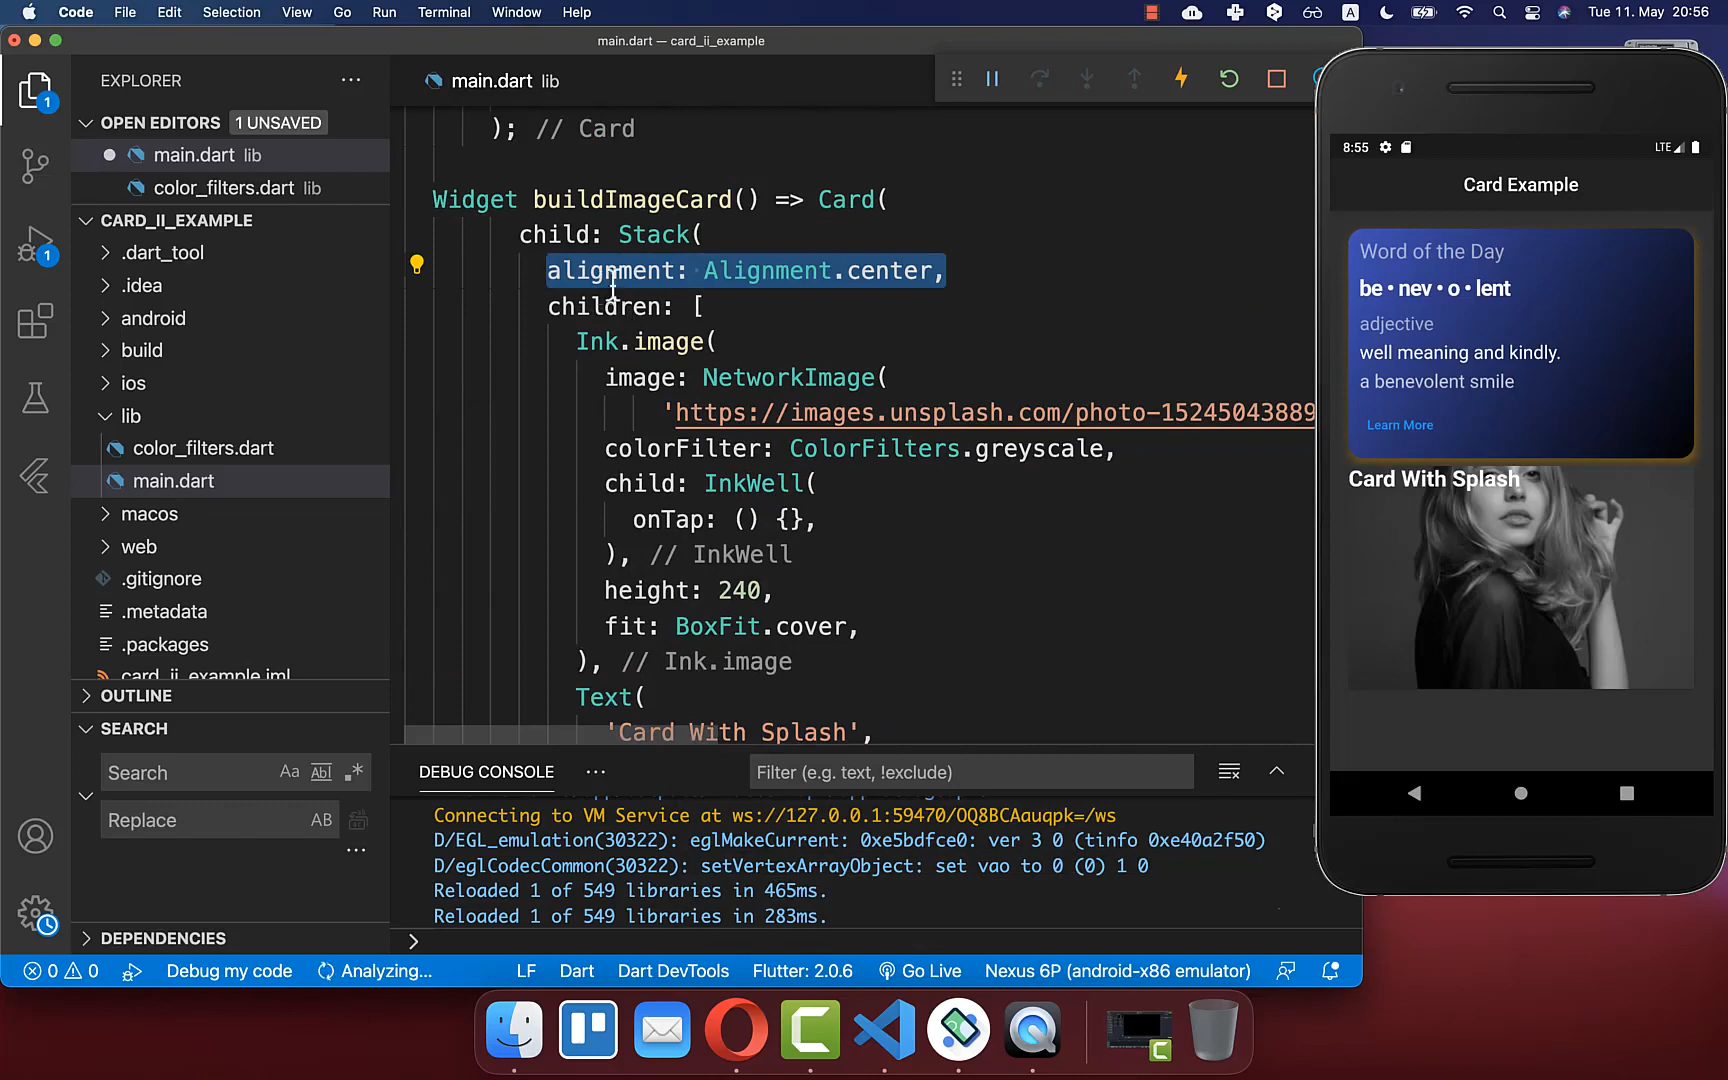 Code File Edit Selection View Go Run Terminal Window Help
A
Tue 11. May 20:56
main.dart — card_ii_example
EXPLORER
1
OPEN EDITORS 1 UNSAVED
main.dart lib
color_filters.dart lib
CARD_II_EXAMPLE
.dart_tool
1
.idea
android
build
ios
lib
color_filters.dart
main.dart
macos
web
.gitignore
.metadata
.packages
card_ii_example.iml
OUTLINE
SEARCH
Search Aa Abl
Replace AB
DEPENDENCIES
main.dart lib
); // Card
Widget buildImageCard() => Card(
child: Stack(
alignment: Alignment.center,
children: [
Ink.image(
image: NetworkImage(
'https://images.unsplash.com/photo-15245043889
colorFilter: ColorFilters.greyscale,
child: InkWell(
onTap: () {},
), // InkWell
height: 240,
fit: BoxFit.cover,
), // Ink.image
Text(
'Card With Splash',
DEBUG CONSOLE
Filter (e.g. text, !exclude)
Connecting to VM Service at ws://127.0.0.1:59470/OQ8BCAauqpk=/ws
D/EGL_emulation(30322): eglMakeCurrent: 0xe5bdfce0: ver 3 0 (tinfo 0xe40a2f50)
D/eglCodecCommon(30322): setVertexArrayObject: set vao to 0 (0) 1 0
Reloaded 1 of 549 libraries in 465ms.
Reloaded 1 of 549 libraries in 283ms.
0 0 Debug my code Analyzing... LF Dart Dart DevTools Flutter: 2.0.6 Go Live Nexus 6P (android-x86 emulator)
8:55 LTE
Card Example
Word of the Day
be • nev • o • lent
adjective
well meaning and kindly.
a benevolent smile
Learn More
Card With Splash